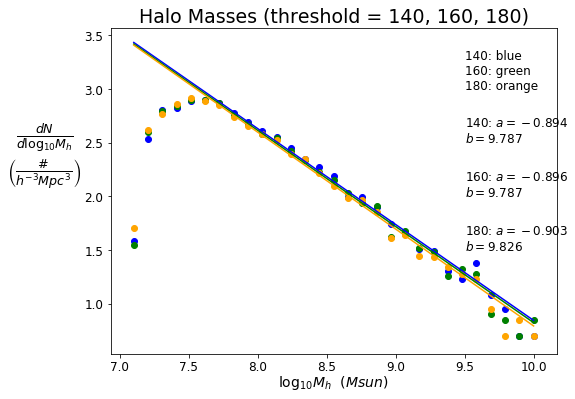 Halo Masses (threshold = 140, 160, 180)
3.5
3.0
2.5
2.0
1.5
1.0
dN
dlog₁₀M_h
(#
h⁻³Mpc³)
140: blue
160: green
180: orange
140: a = −0.894
b = 9.787
160: a = −0.896
b = 9.787
180: a = −0.903
b = 9.826
7.0 7.5 8.0 8.5 9.0 9.5 10.0
log₁₀M_h (Msun)